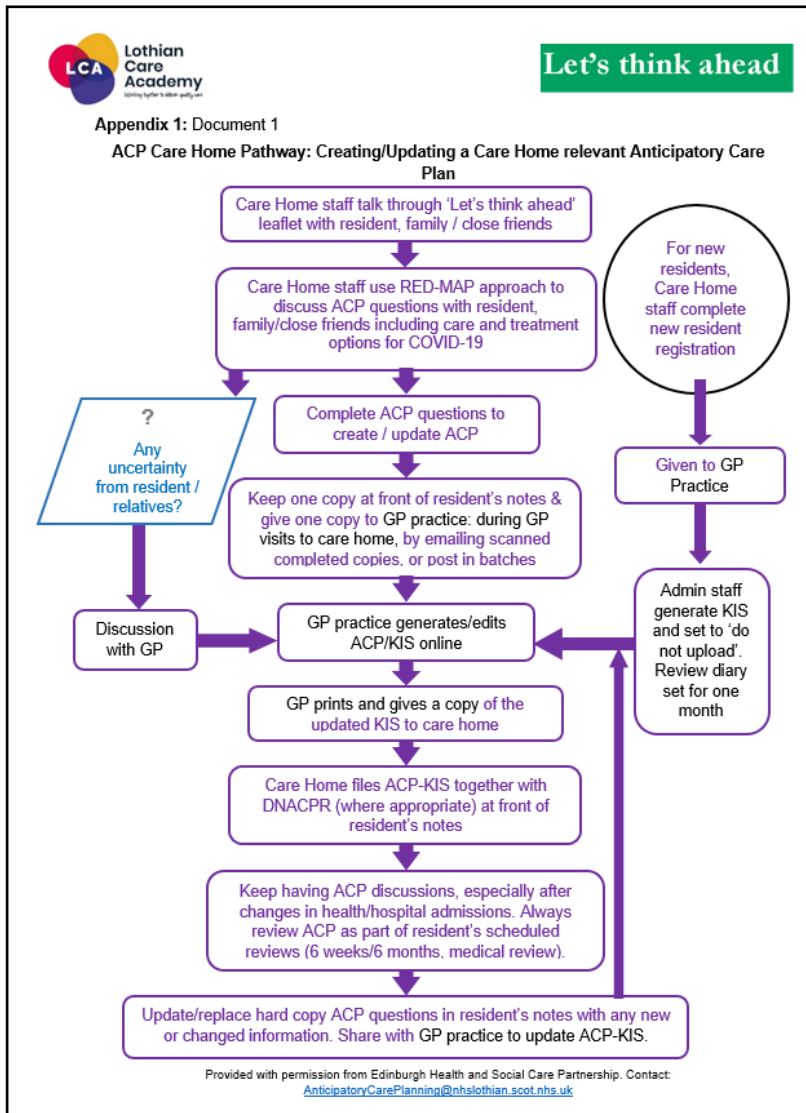 LCA
Lothian
Care
Academy
Working together to deliver quality care
Let's think ahead
Appendix 1: Document 1
ACP Care Home Pathway: Creating/Updating a Care Home relevant Anticipatory Care
Plan
Care Home staff talk through 'Let's think ahead'
leaflet with resident, family / close friends
For new
residents,
Care Home
staff complete
new resident
registration
Care Home staff use RED-MAP approach to
discuss ACP questions with resident,
family/close friends including care and treatment
options for COVID-19
?
Any
uncertainty
from resident /
relatives?
Complete ACP questions to
create / update ACP
Given to GP
Practice
Keep one copy at front of resident's notes &
give one copy to GP practice: during GP
visits to care home, by emailing scanned
completed copies, or post in batches
Discussion
with GP
GP practice generates/edits
ACP/KIS online
Admin staff
generate KIS
and set to 'do
not upload'.
Review diary
set for one
month
GP prints and gives a copy of the
updated KIS to care home
Care Home files ACP-KIS together with
DNACPR (where appropriate) at front of
resident's notes
Keep having ACP discussions, especially after
changes in health/hospital admissions. Always
review ACP as part of resident's scheduled
reviews (6 weeks/6 months, medical review).
Update/replace hard copy ACP questions in resident's notes with any new
or changed information. Share with GP practice to update ACP-KIS.
Provided with permission from Edinburgh Health and Social Care Partnership. Contact:
AnticipatoryCarePlanning@nhslothian.scot.nhs.uk